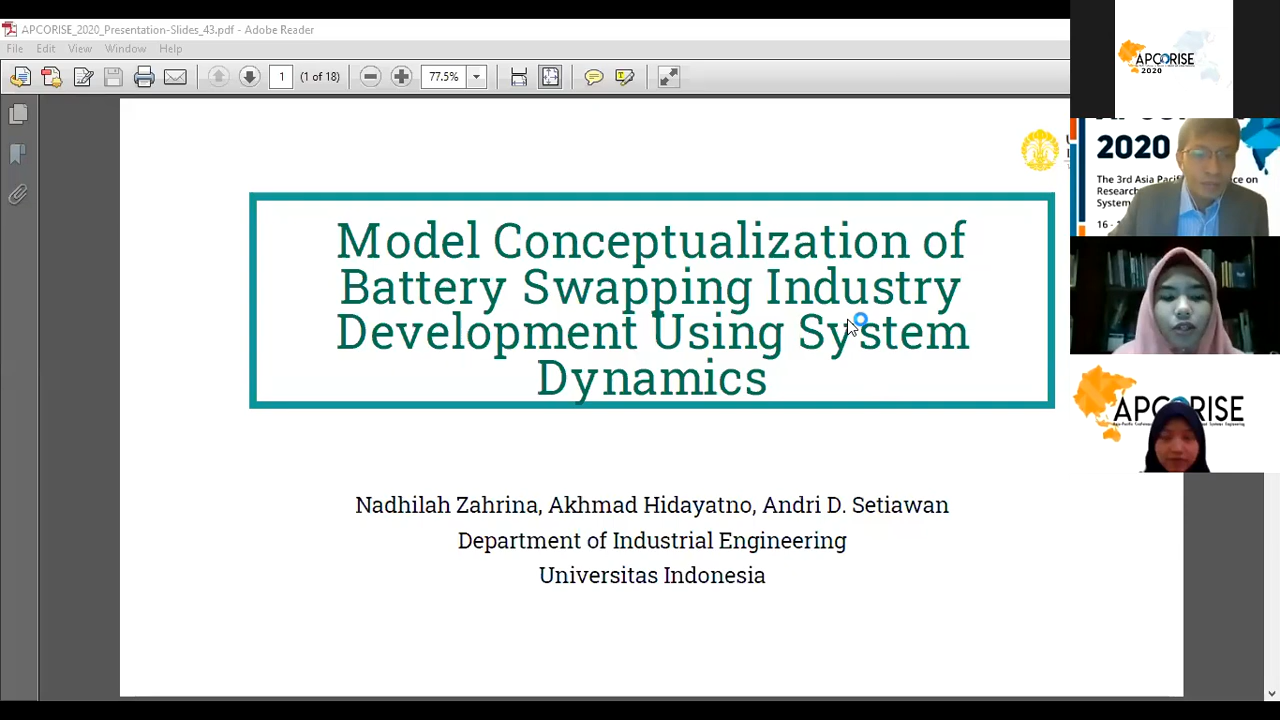 APCORISE_2020_Presentation-Slides_43.pdf - Adobe Reader
File Edit View Window Help
1 (1 of 18) 77.5%
APCORISE
2020
2020
The 3rd Asia Pacific
on
Research
System
16 -
Model Conceptualization of
Battery Swapping Industry
Development Using System
Dynamics
APCORISE
Nadhilah Zahrina, Akhmad Hidayatno, Andri D. Setiawan
Department of Industrial Engineering
Universitas Indonesia